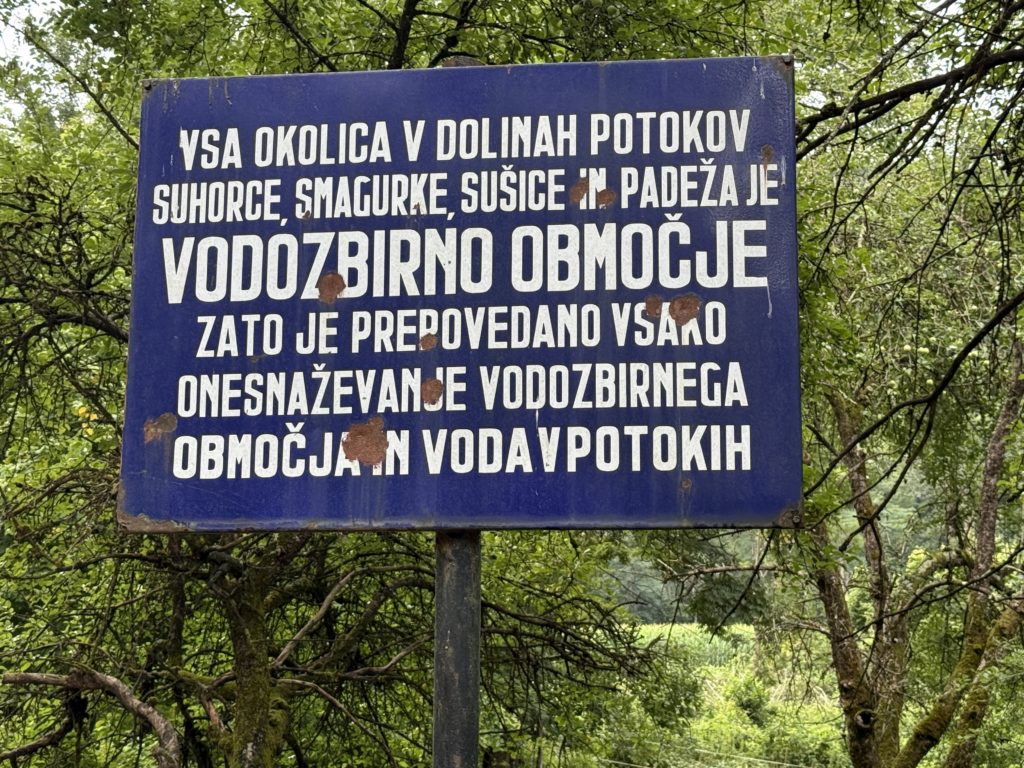 VSA OKOLICA V DOLINAH POTOKOV
SUHORCE, SMAGURKE, SUŠICE IN PADEŽA JE
VODOZBIRNO OBMOČJE
ZATO JE PREPOVEDANO VSAKO
ONESNAŽEVANJE VODOZBIRNEGA
OBMOČJA IN VODA V POTOKIH